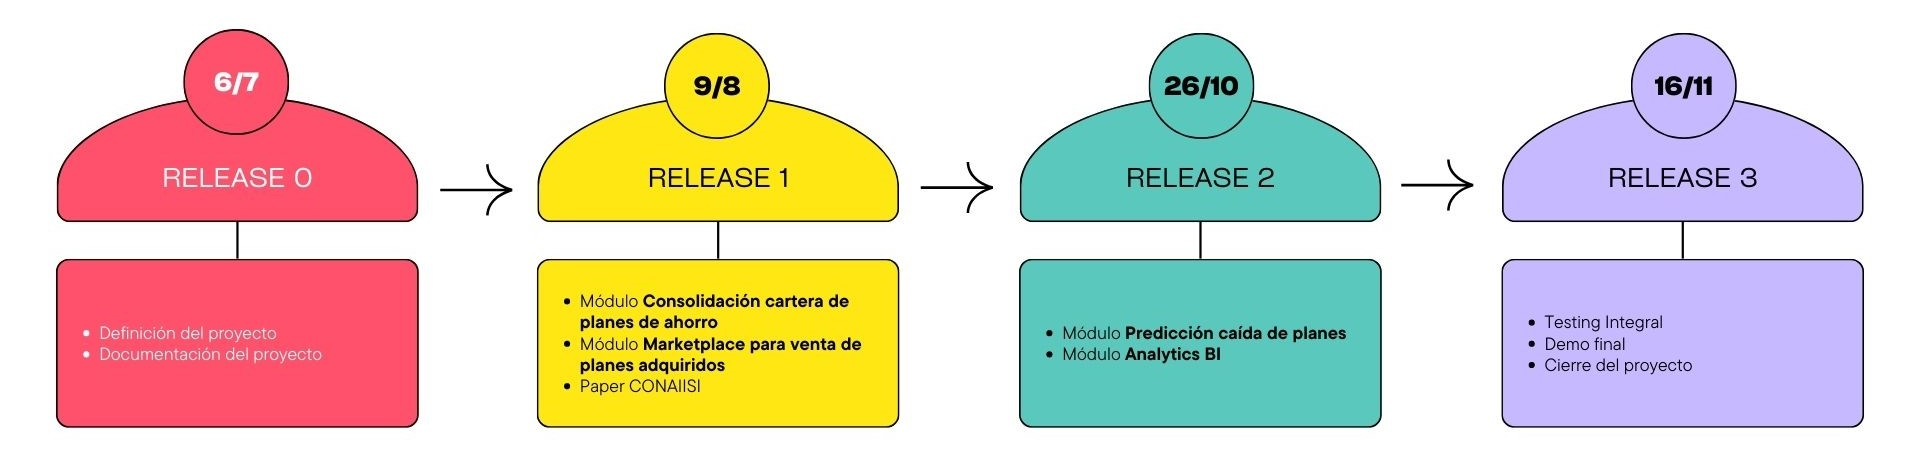 6/7
RELEASE 0
• Definición del proyecto
• Documentación del proyecto
9/8
RELEASE 1
• Módulo Consolidación cartera de
planes de ahorro
• Módulo Marketplace para venta de
planes adquiridos
• Paper CONAIISI
26/10
RELEASE 2
• Módulo Predicción caída de planes
• Módulo Analytics BI
16/11
RELEASE 3
• Testing Integral
• Demo final
• Cierre del proyecto